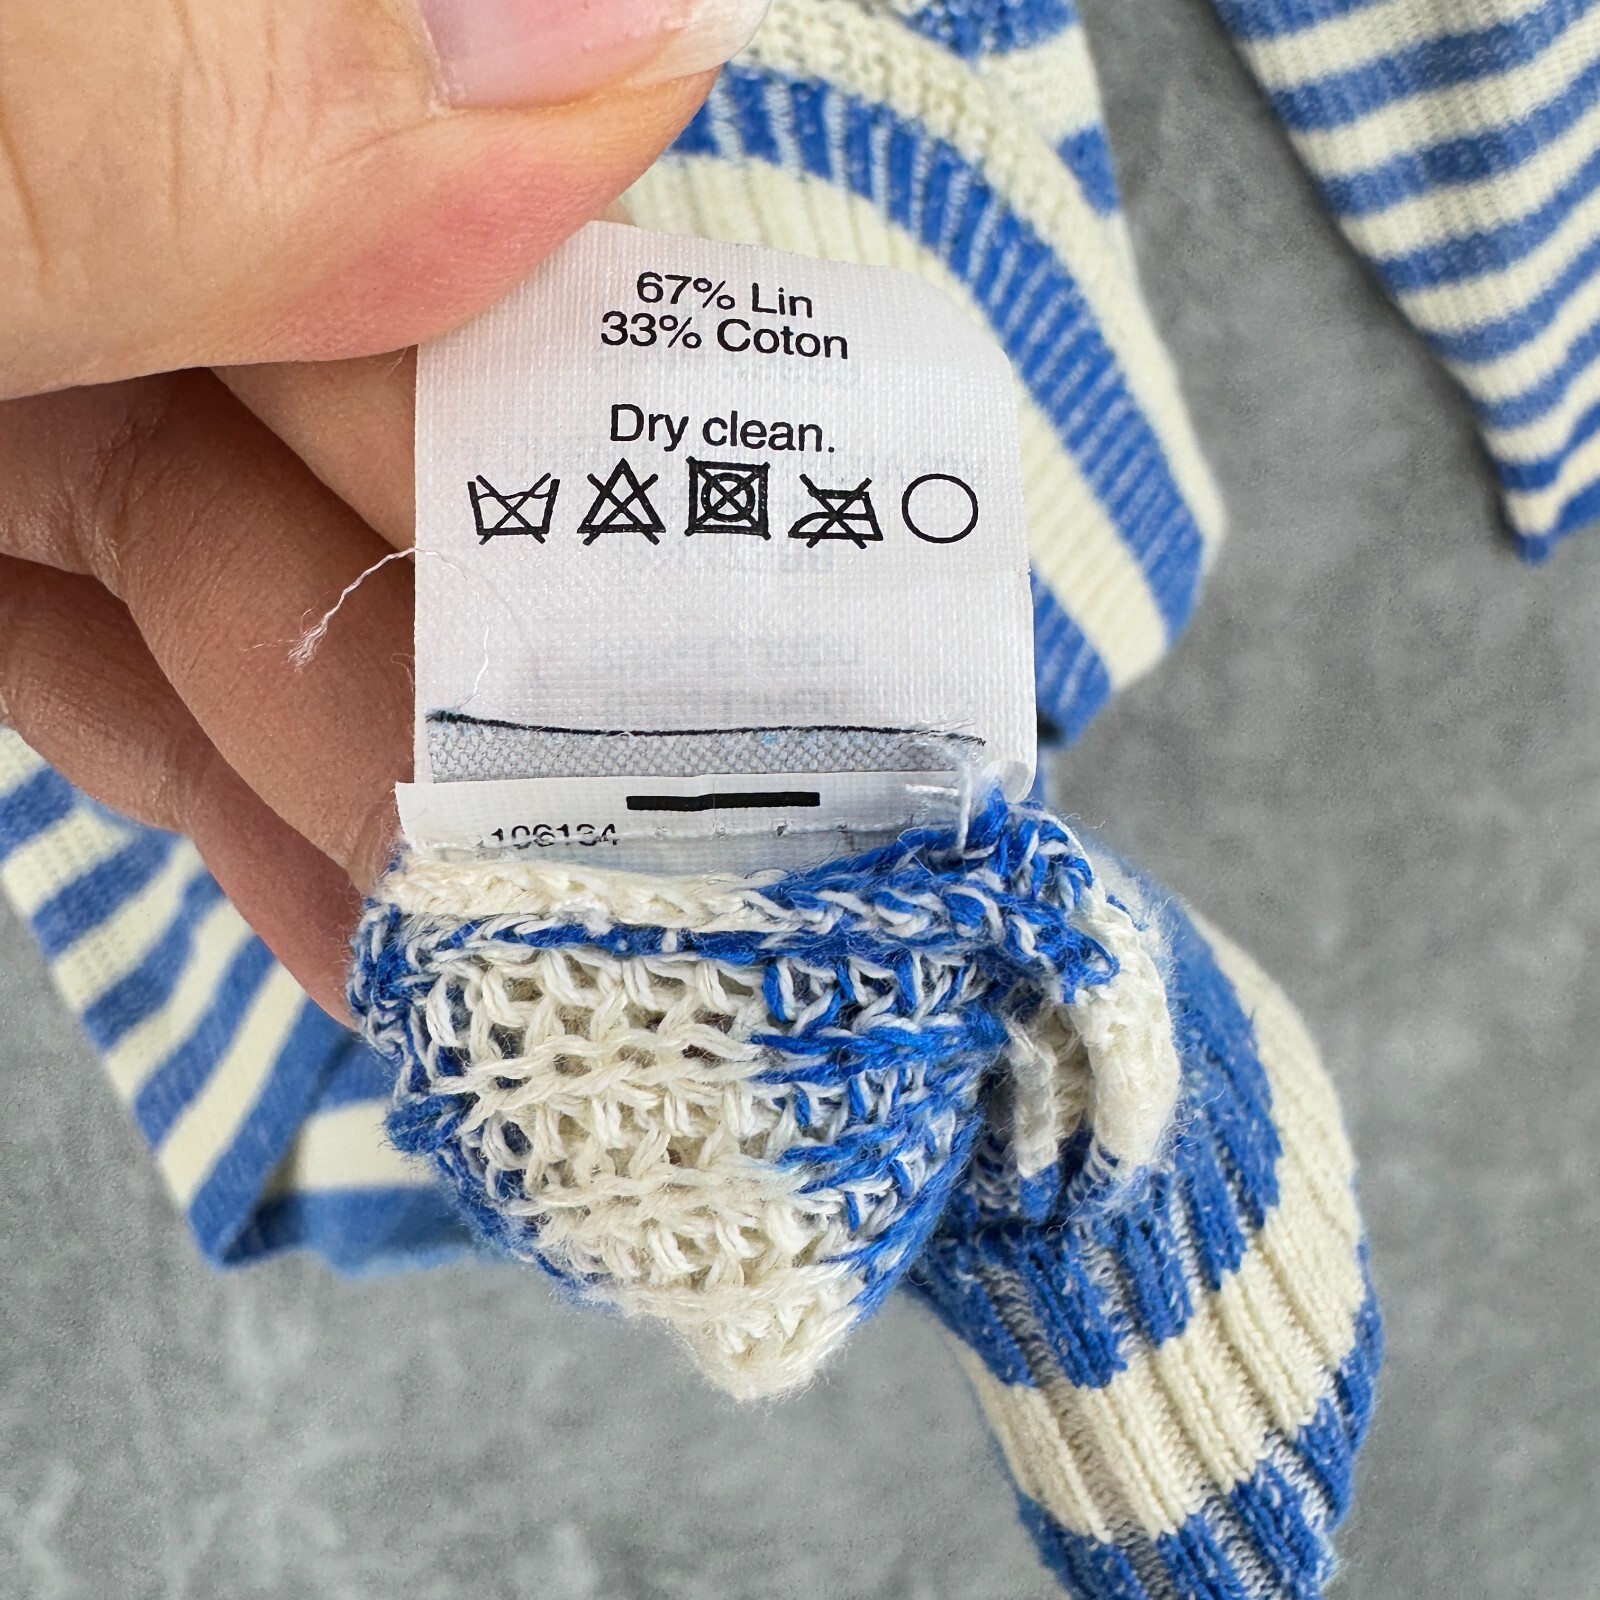 67% Lin
33% Coton
Dry clean.